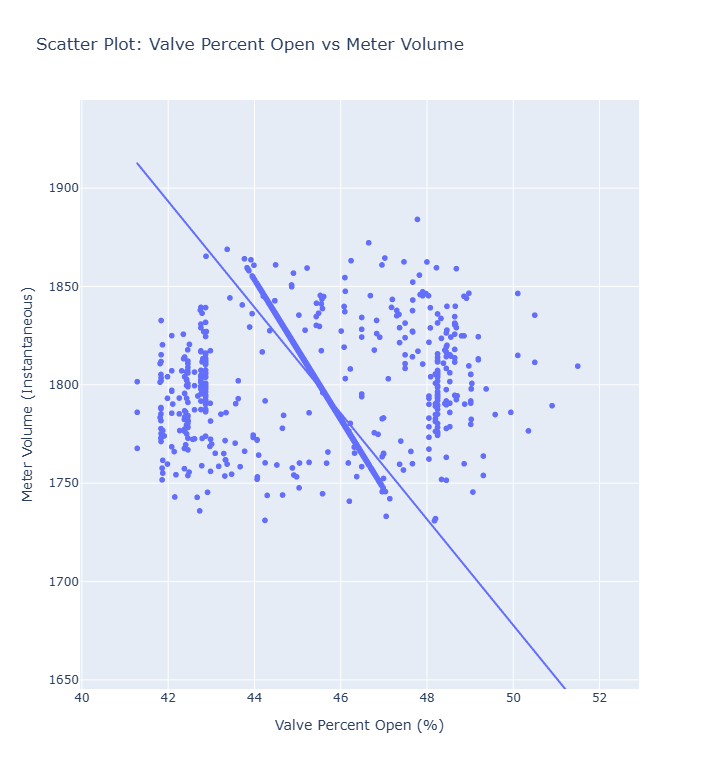 Scatter Plot: Valve Percent Open vs Meter Volume
Meter Volume (Instantaneous)
1900
1850
1800
1750
1700
1650
40 42 44 46 48 50 52
Valve Percent Open (%)